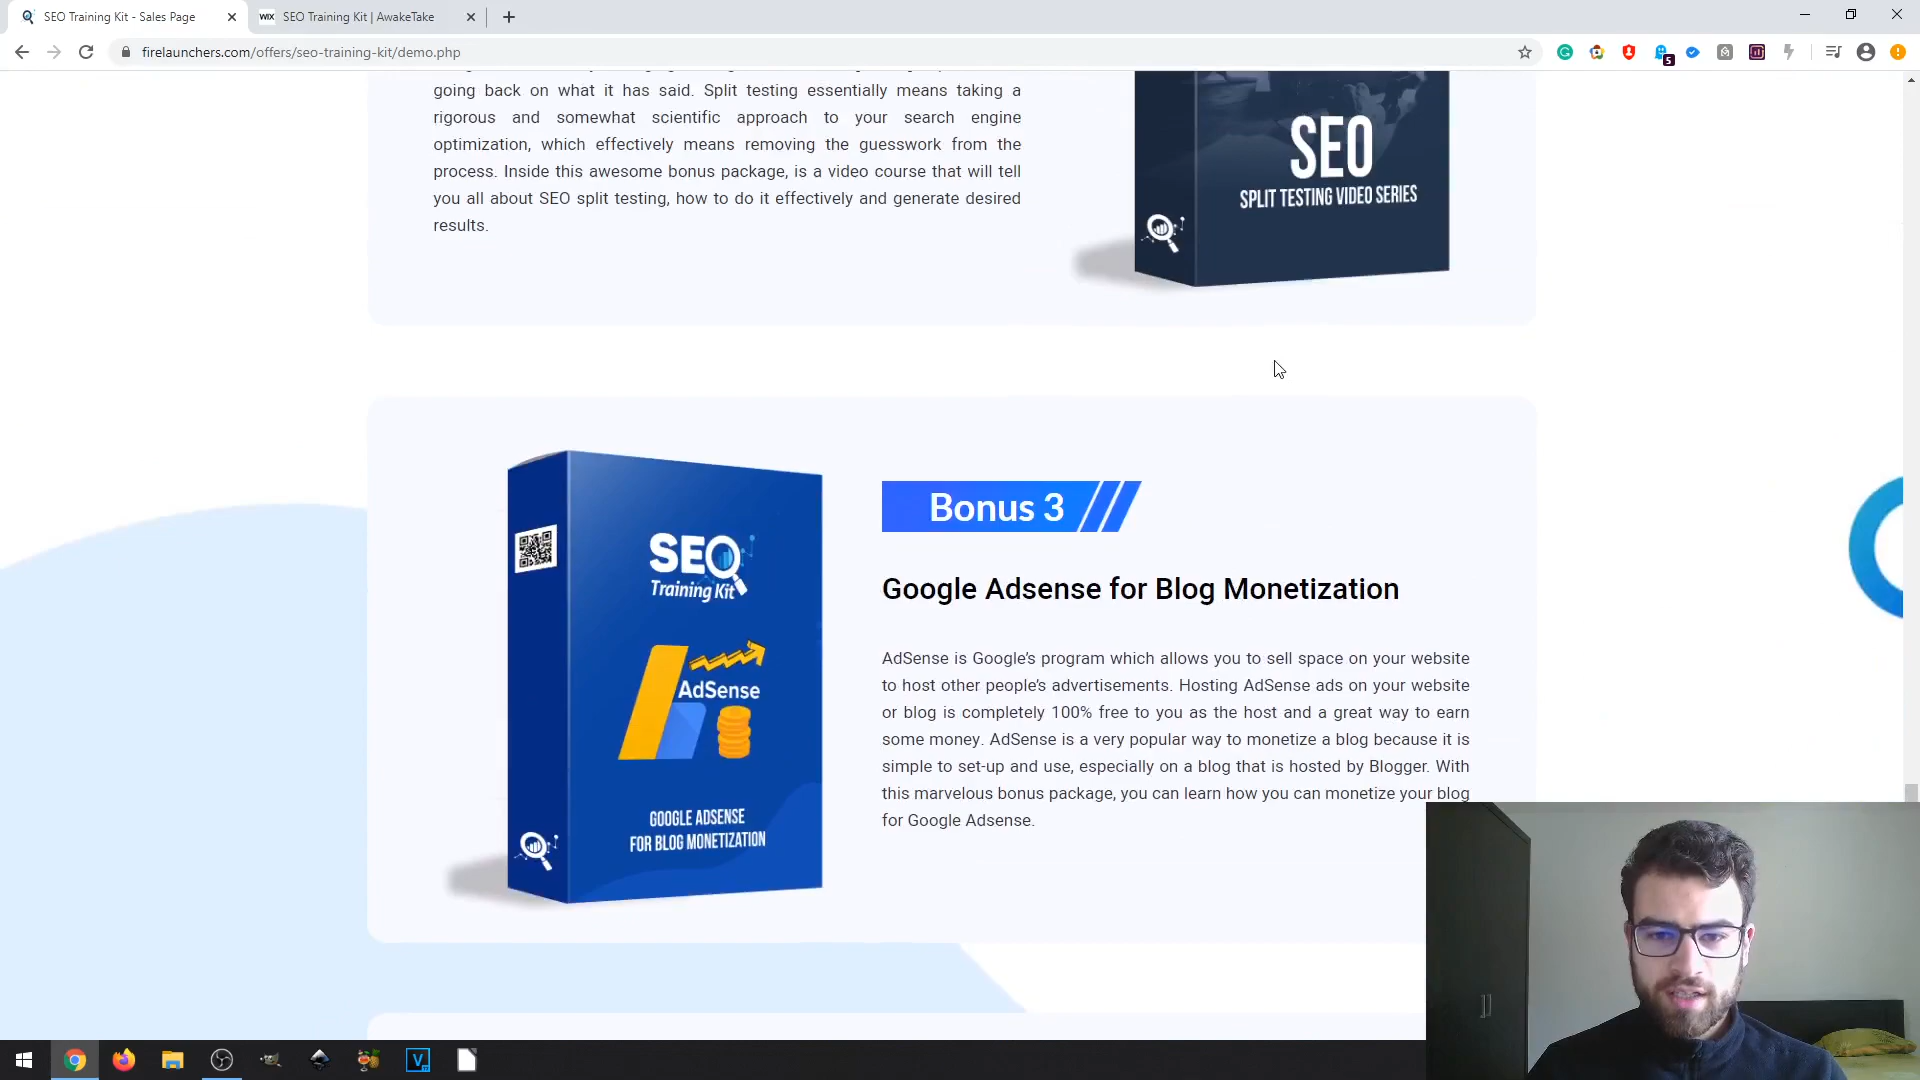 SEO Training Kit - Sales Page
WIX SEO Training Kit | AwakeTake
firelaunchers.com/offers/seo-training-kit/demo.php
5
going back on what it has said. Split testing essentially means taking a
rigorous and somewhat scientific approach to your search engine
optimization, which effectively means removing the guesswork from the
process. Inside this awesome bonus package, is a video course that will tell
you all about SEO split testing, how to do it effectively and generate desired
results.
SEO
SPLIT TESTING VIDEO SERIES
SEO
Training Kit
AdSense
GOOGLE ADSENSE
FOR BLOG MONETIZATION
Bonus 3
Google Adsense for Blog Monetization
AdSense is Google’s program which allows you to sell space on your website
to host other people’s advertisements. Hosting AdSense ads on your website
or blog is completely 100% free to you as the host and a great way to earn
some money. AdSense is a very popular way to monetize a blog because it is
simple to set-up and use, especially on a blog that is hosted by Blogger. With
this marvelous bonus package, you can learn how you can monetize your blog
for Google Adsense.
V